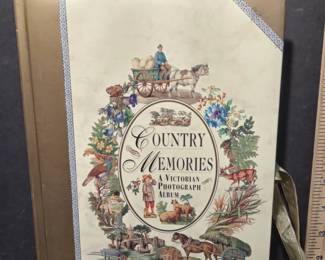 COUNTRY
MEMORIES
A VICTORIAN
PHOTOGRAPH
ALBUM